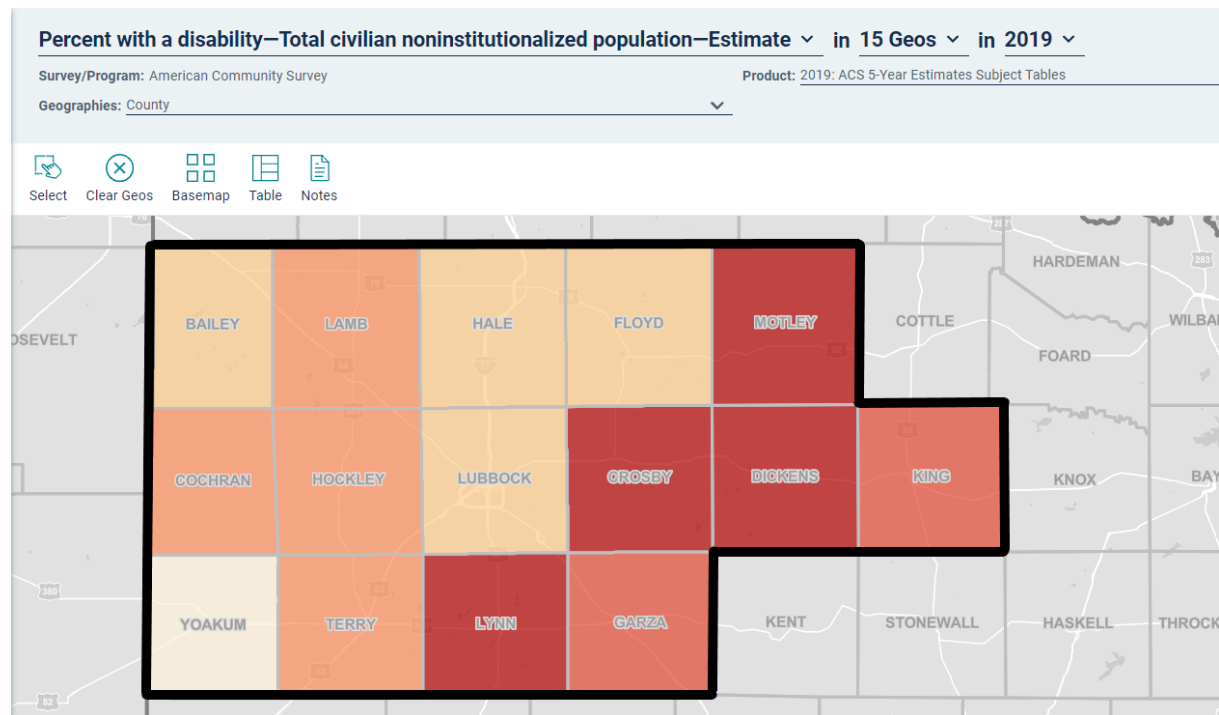 Percent with a disability—Total civilian noninstitutionalized population—Estimate in 15 Geos in 2019
Survey/Program: American Community Survey Product: 2019: ACS 5-Year Estimates Subject Tables
Geographies: County
Select Clear Geos Basemap Table Notes
HARDEMAN 283
BAILEY LAMB HALE FLOYD MOTLEY COTTLE WILBA
OSEVELT
FOARD
COCHRAN HOCKLEY LUBBOCK CROSBY DICKENS KING KNOX BAY
380
YOAKUM TERRY LYNN GARZA KENT STONEWALL HASKELL THROCK
82